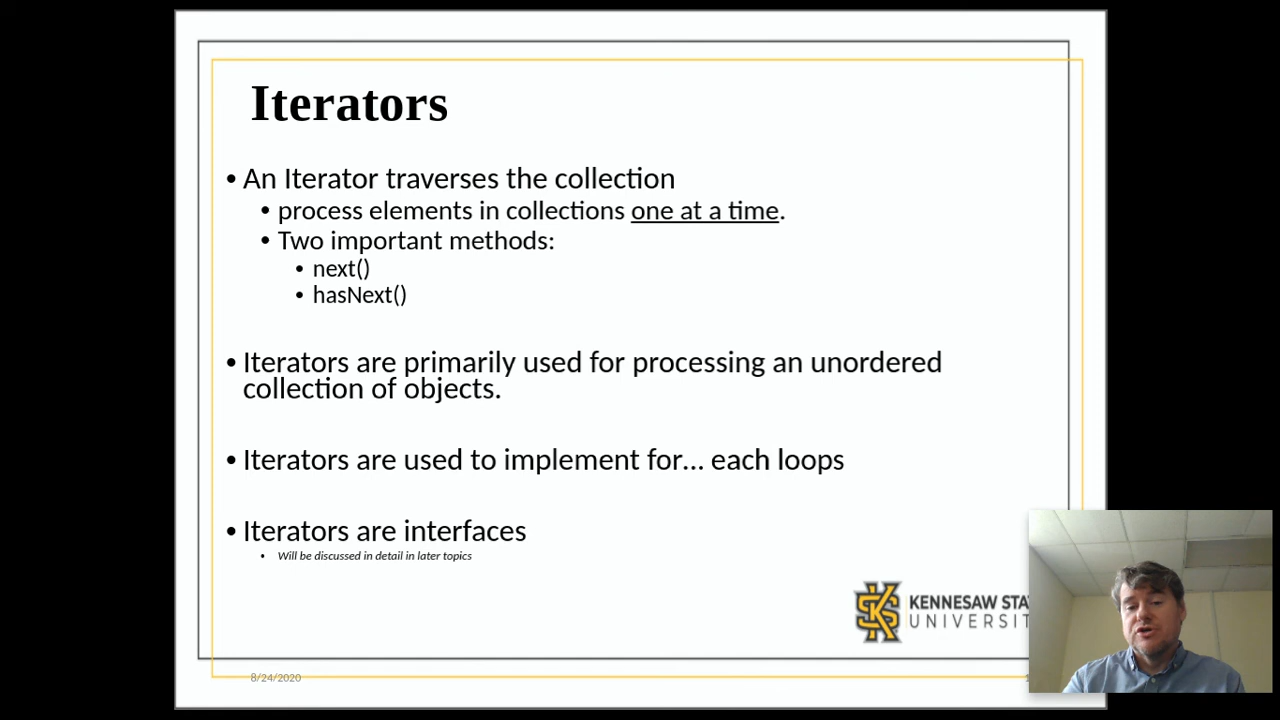 Iterators
• An Iterator traverses the collection
• process elements in collections one at a time.
• Two important methods:
• next()
• hasNext()
• Iterators are primarily used for processing an unordered
collection of objects.
• Iterators are used to implement for... each loops
• Iterators are interfaces
• Will be discussed in detail in later topics
KENNESAW
UNIVERSIT
8/24/2020